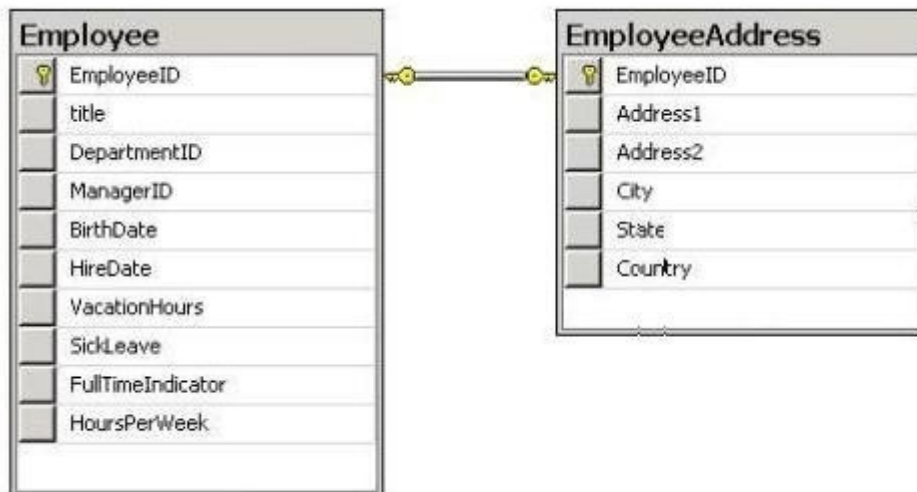 Employee
EmployeeID
title
DepartmentID
ManagerID
BirthDate
HireDate
VacationHours
SickLeave
FullTimeIndicator
HoursPerWeek
EmployeeAddress
EmployeeID
Address1
Address2
City
State
Country